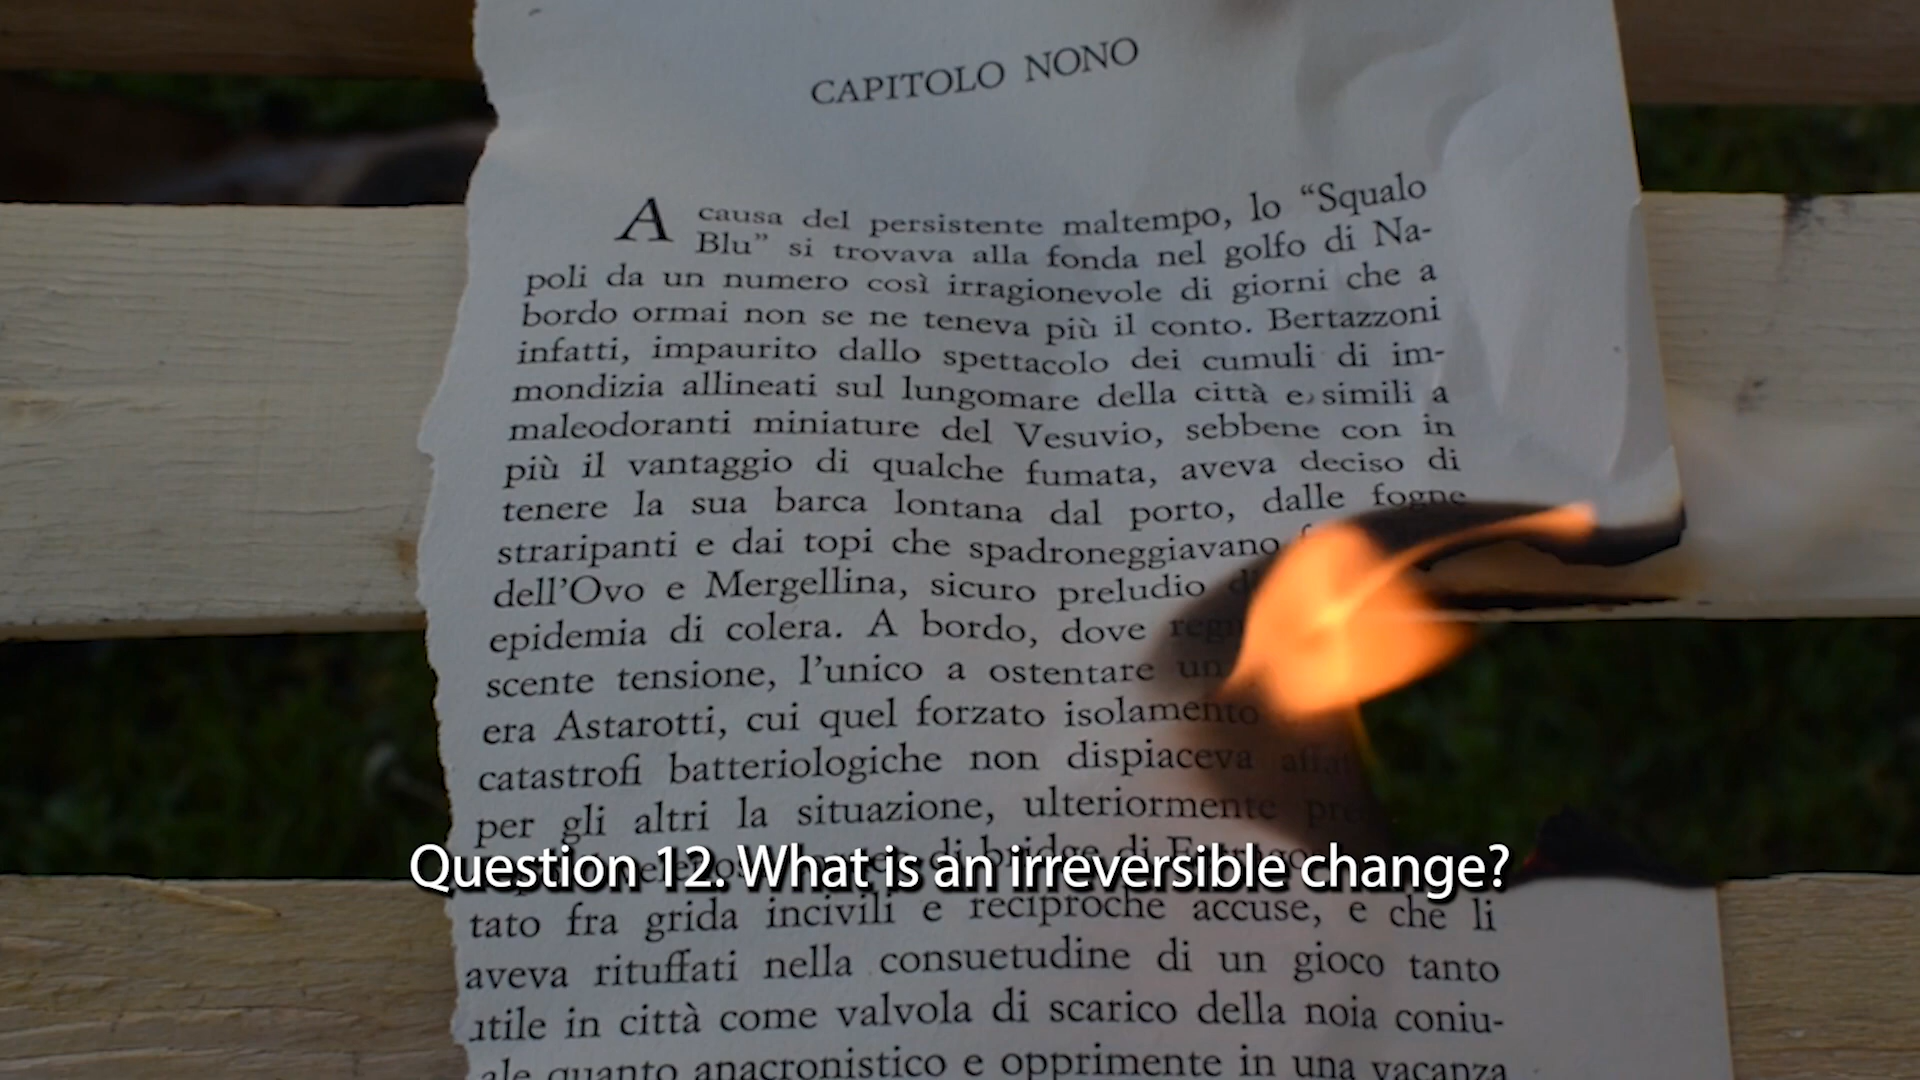 CAPITOLO NONO
A causa del persistente maltempo, lo “Squalo
Blu” si trovava alla fonda nel golfo di Na-
poli da un numero così irragionevole di giorni che a
bordo ormai non se ne teneva più il conto. Bertazzoni
infatti, impaurito dallo spettacolo dei cumuli di im-
mondizia allineati sul lungomare della città e, simili a
maleodoranti miniature del Vesuvio, sebbene con in
più il vantaggio di qualche fumata, aveva deciso di
tenere la sua barca lontana dal porto, dalle fogne
straripanti e dai topi che spadroneggiavano
dell’Ovo e Mergellina, sicuro preludio
epidemia di colera. A bordo, dove
scente tensione, l’unico a ostentare un
era Astarotti, cui quel forzato isolamento
catastrofi batteriologiche non dispiaceva
per gli altri la situazione, ulteriormente
di bridge di
Question 12. What is an irreversible change?
tato fra grida incivili e reciproche accuse, e che li
aveva rituffati nella consuetudine di un gioco tanto
utile in città come valvola di scarico della noia coniu-
ale quanto anacronistico e opprimente in una vacanza